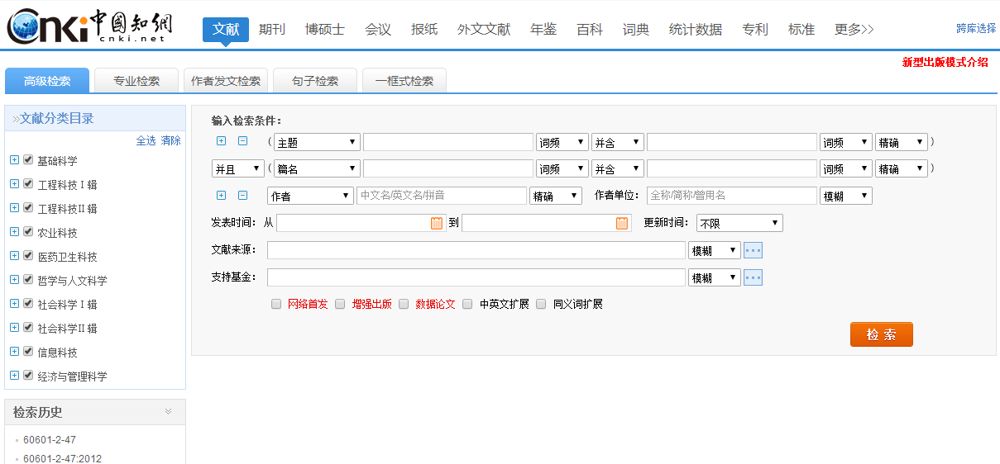 Cnki中国知網
cnki.net
文献 期刊 博硕士 会议 报纸 外文文献 年鉴 百科 词典 统计数据 专利 标准 更多>> 跨库选择
新型出版模式介绍
高级检索 专业检索 作者发文检索 句子检索 一框式检索
文献分类目录
全选 清除
基础科学
工程科技 I 辑
工程科技II 辑
农业科技
医药卫生科技
哲学与人文科学
社会科学 I 辑
社会科学II 辑
信息科技
经济与管理科学
检索历史
60601-2-47
60601-2-47:2012
输入检索条件：
( 主题 词频 并含 词频 精确 )
并且 ( 篇名 词频 并含 词频 精确 )
作者 中文名/英文名/拼音 精确 作者单位： 全称/简称/曾用名 模糊
发表时间： 从 到 更新时间： 不限
文献来源： 模糊
支持基金： 模糊
网络首发 增强出版 数据论文 中英文扩展 同义词扩展
检 索